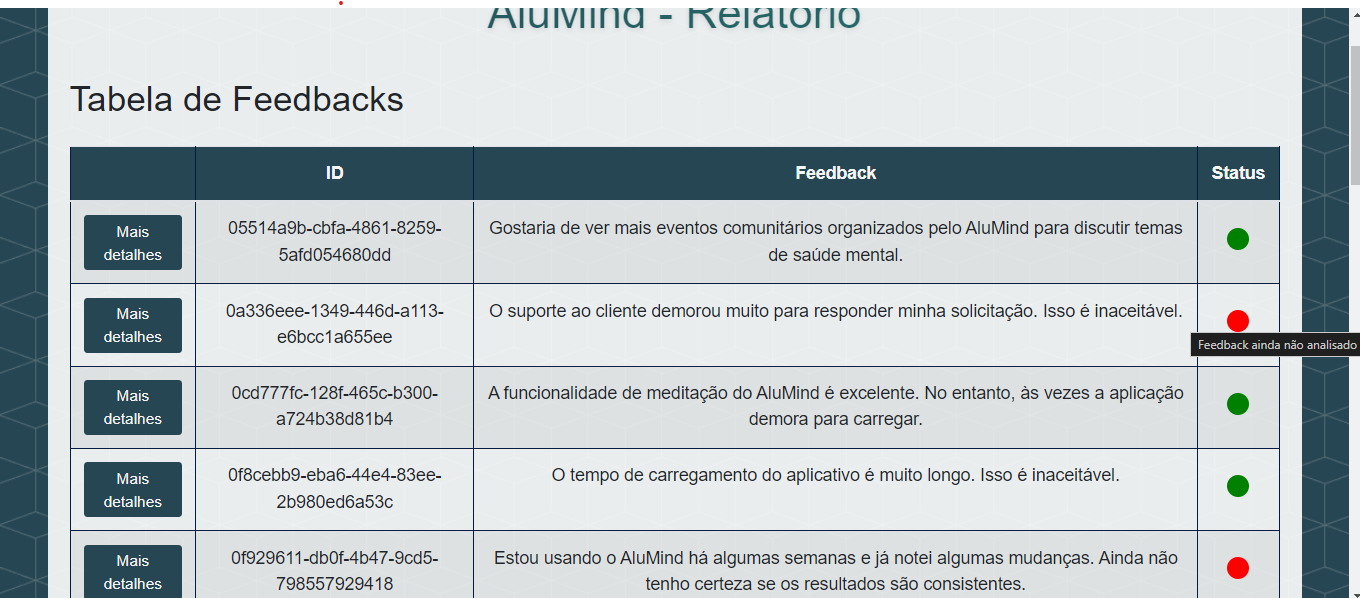 AluMind - Relatório
Tabela de Feedbacks
ID Feedback Status
Mais
detalhes
05514a9b-cbfa-4861-8259-
5afd054680dd
Gostaria de ver mais eventos comunitários organizados pelo AluMind para discutir temas
de saúde mental.
Mais
detalhes
0a336eee-1349-446d-a113-
e6bcc1a655ee
O suporte ao cliente demorou muito para responder minha solicitação. Isso é inaceitável.
Feedback ainda não analisado
Mais
detalhes
0cd777fc-128f-465c-b300-
a724b38d81b4
A funcionalidade de meditação do AluMind é excelente. No entanto, às vezes a aplicação
demora para carregar.
Mais
detalhes
0f8cebb9-eba6-44e4-83ee-
2b980ed6a53c
O tempo de carregamento do aplicativo é muito longo. Isso é inaceitável.
Mais
detalhes
0f929611-db0f-4b47-9cd5-
798557929418
Estou usando o AluMind há algumas semanas e já notei algumas mudanças. Ainda não
tenho certeza se os resultados são consistentes.